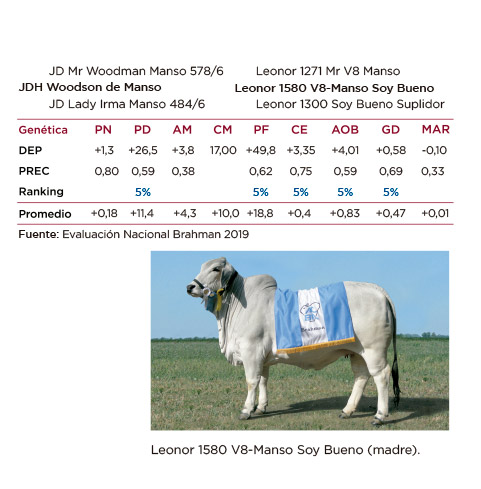 JD Mr Woodman Manso 578/6 Leonor 1271 Mr V8 Manso
JDH Woodson de Manso Leonor 1580 V8-Manso Soy Bueno
JD Lady Irma Manso 484/6 Leonor 1300 Soy Bueno Suplidor
Genética PN PD AM CM PF CE AOB GD MAR
DEP +1,3 +26,5 +3,8 17,00 +49,8 +3,35 +4,01 +0,58 -0,10
PREC 0,80 0,59 0,38 0,62 0,75 0,59 0,69 0,33
Ranking 5% 5% 5% 5% 5%
Promedio +0,18 +11,4 +4,3 +10,0 +18,8 +0,4 +0,83 +0,47 +0,01
Fuente: Evaluación Nacional Brahman 2019
Leonor 1580 V8-Manso Soy Bueno (madre).